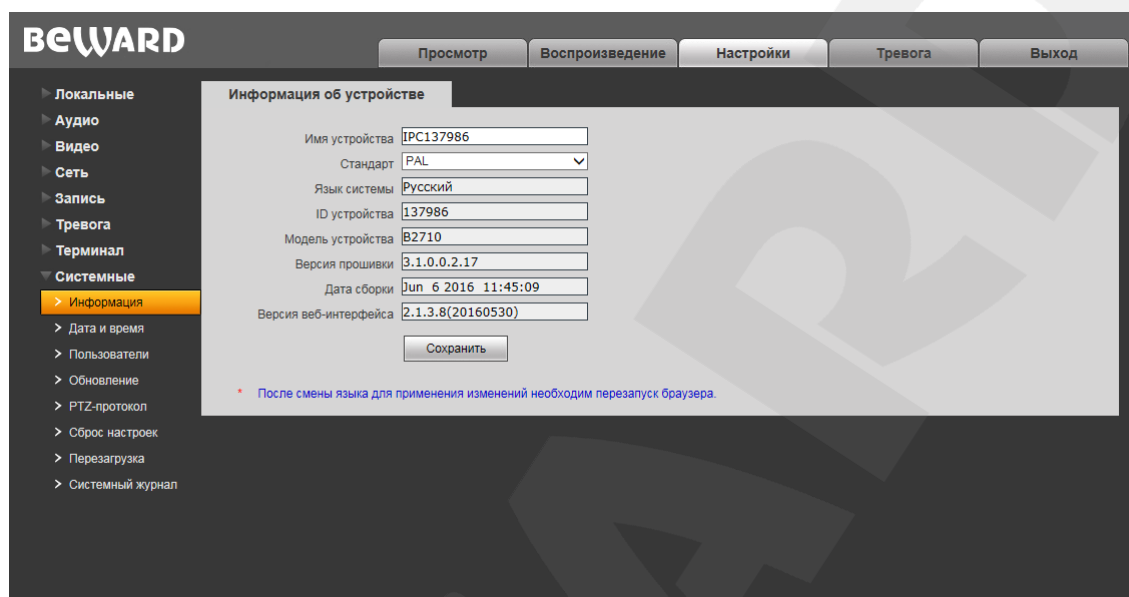 BEWARD
Просмотр Воспроизведение Настройки Тревога Выход
Локальные
Аудио
Видео
Сеть
Запись
Тревога
Терминал
Системные
> Информация
> Дата и время
> Пользователи
> Обновление
> PTZ-протокол
> Сброс настроек
> Перезагрузка
> Системный журнал
Информация об устройстве
Имя устройства IPC137986
Стандарт PAL
Язык системы Русский
ID устройства 137986
Модель устройства B2710
Версия прошивки 3.1.0.0.2.17
Дата сборки Jun 6 2016 11:45:09
Версия веб-интерфейса 2.1.3.8(20160530)
Сохранить
* После смены языка для применения изменений необходим перезапуск браузера.